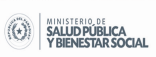 MINISTERIO DE
SALUD PÚBLICA
Y BIENESTAR SOCIAL